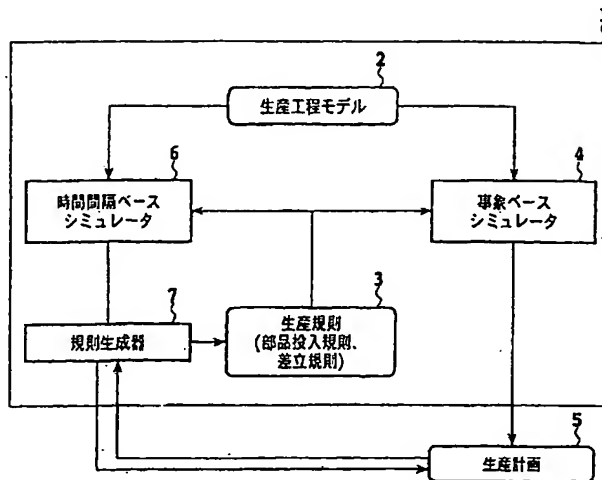 2
生産工程モデル
6
4
時間間隔ベース
シミュレータ
事象ベース
シミュレータ
7
3
規則生成器
生産規則
(部品投入規則、
差立規則)
5
生産計画